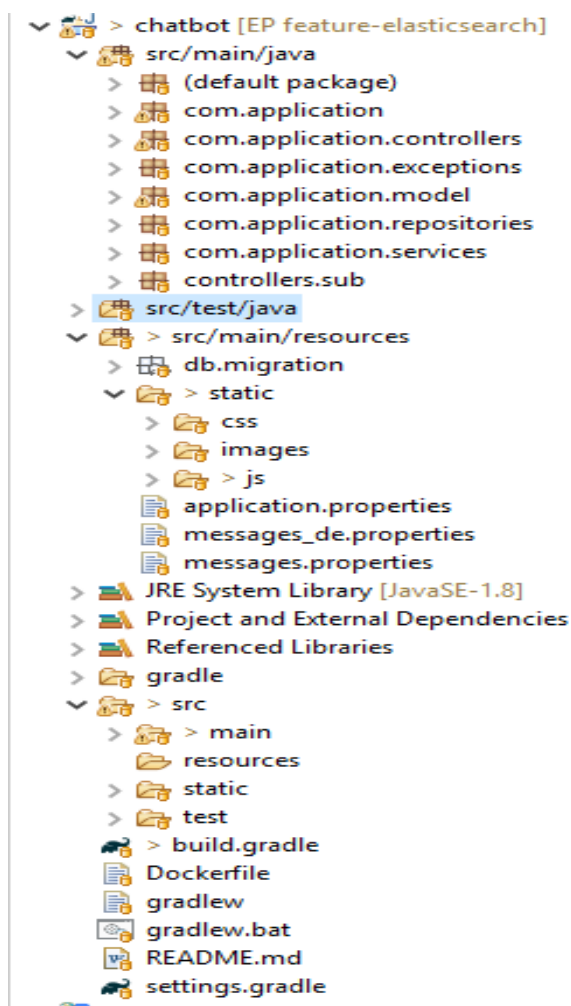 > chatbot [EP feature-elasticsearch]
src/main/java
(default package)
com.application
com.application.controllers
com.application.exceptions
com.application.model
com.application.repositories
com.application.services
controllers.sub
src/test/java
> src/main/resources
db.migration
> static
css
images
> js
application.properties
messages_de.properties
messages.properties
JRE System Library [JavaSE-1.8]
Project and External Dependencies
Referenced Libraries
gradle
> src
> main
resources
static
test
> build.gradle
Dockerfile
gradlew
gradlew.bat
README.md
settings.gradle